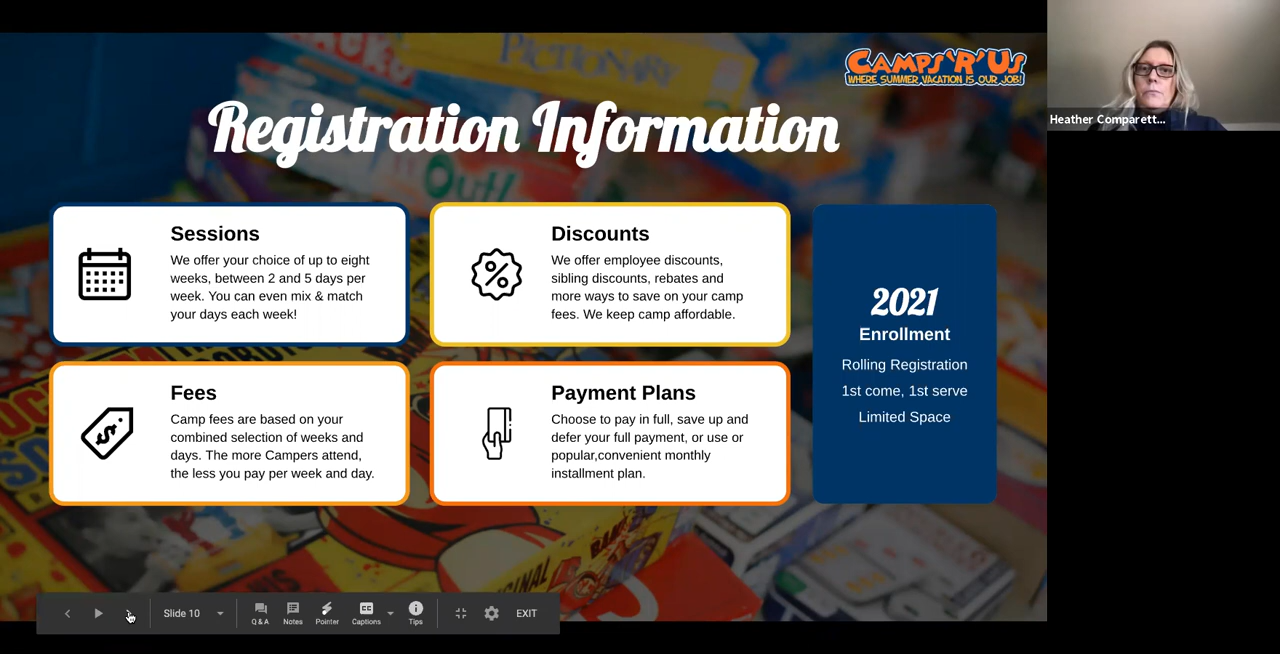 PICTIONARY
CAMPS 'R' US
WHERE SUMMER VACATION IS OUR JOB!
Heather Comparett...
Registration Information
Out!
Sessions
We offer your choice of up to eight
weeks, between 2 and 5 days per
week. You can even mix & match
your days each week!
Discounts
We offer employee discounts,
sibling discounts, rebates and
more ways to save on your camp
fees. We keep camp affordable.
2021
Enrollment
Rolling Registration
1st come, 1st serve
Limited Space
Fees
Camp fees are based on your
combined selection of weeks and
days. The more Campers attend,
the less you pay per week and day.
Payment Plans
Choose to pay in full, save up and
defer your full payment, or use or
popular,convenient monthly
installment plan.
ORIGINAL
Slide 10
Q & A
Notes
Pointer
CC
Captions
Tips
EXIT